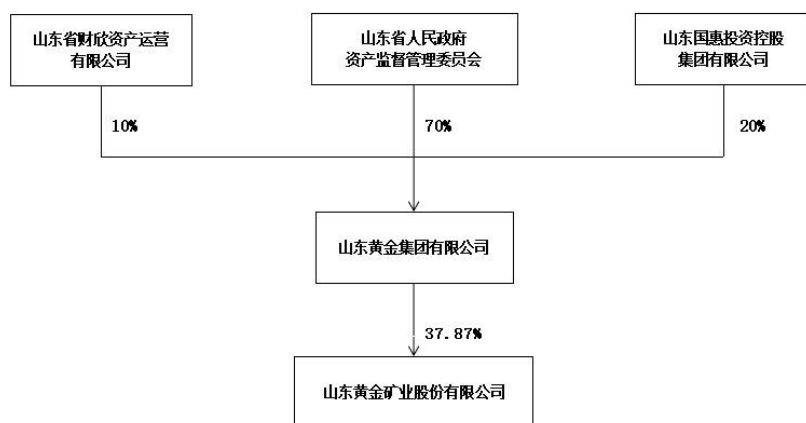 山东省财欣资产运营
有限公司
山东省人民政府
资产监督管理委员会
山东国惠投资控股
集团有限公司
10%
70%
20%
山东黄金集团有限公司
37.87%
山东黄金矿业股份有限公司